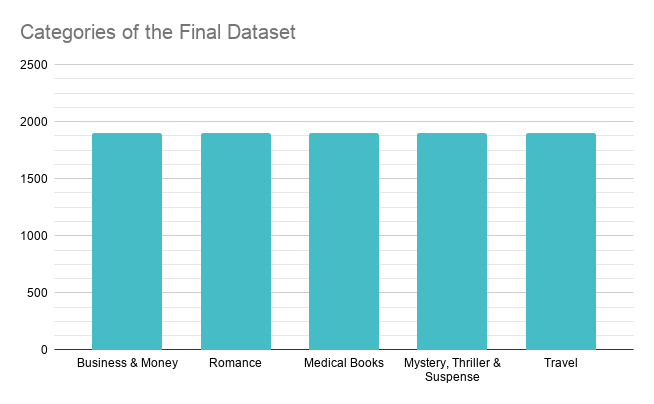 Categories of the Final Dataset
2500
2000
1500
1000
500
0
Business & Money
Romance
Medical Books
Mystery, Thriller &
Suspense
Travel